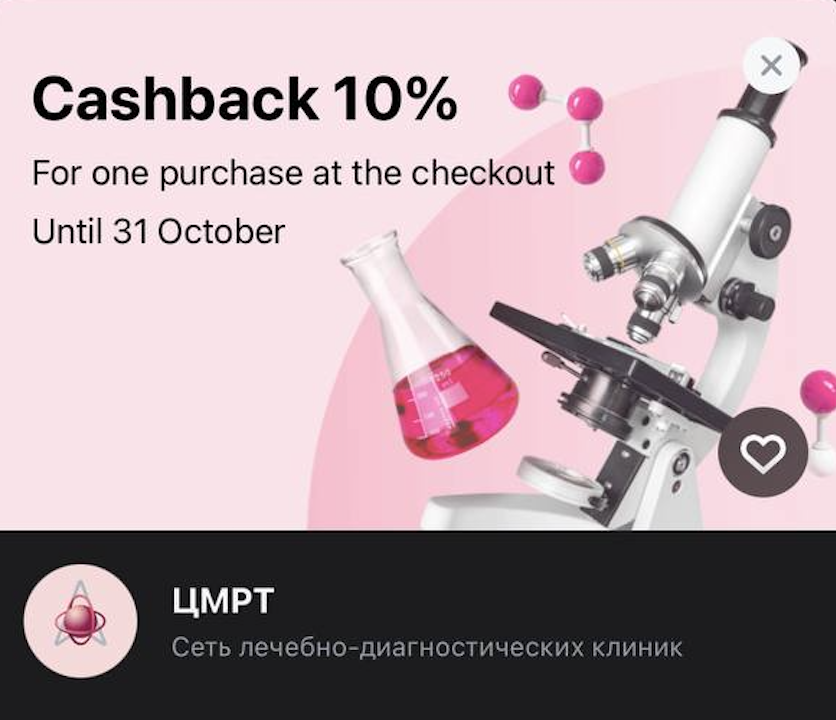 Cashback 10%
For one purchase at the checkout
Until 31 October
ЦМРТ
Сеть лечебно-диагностических клиник